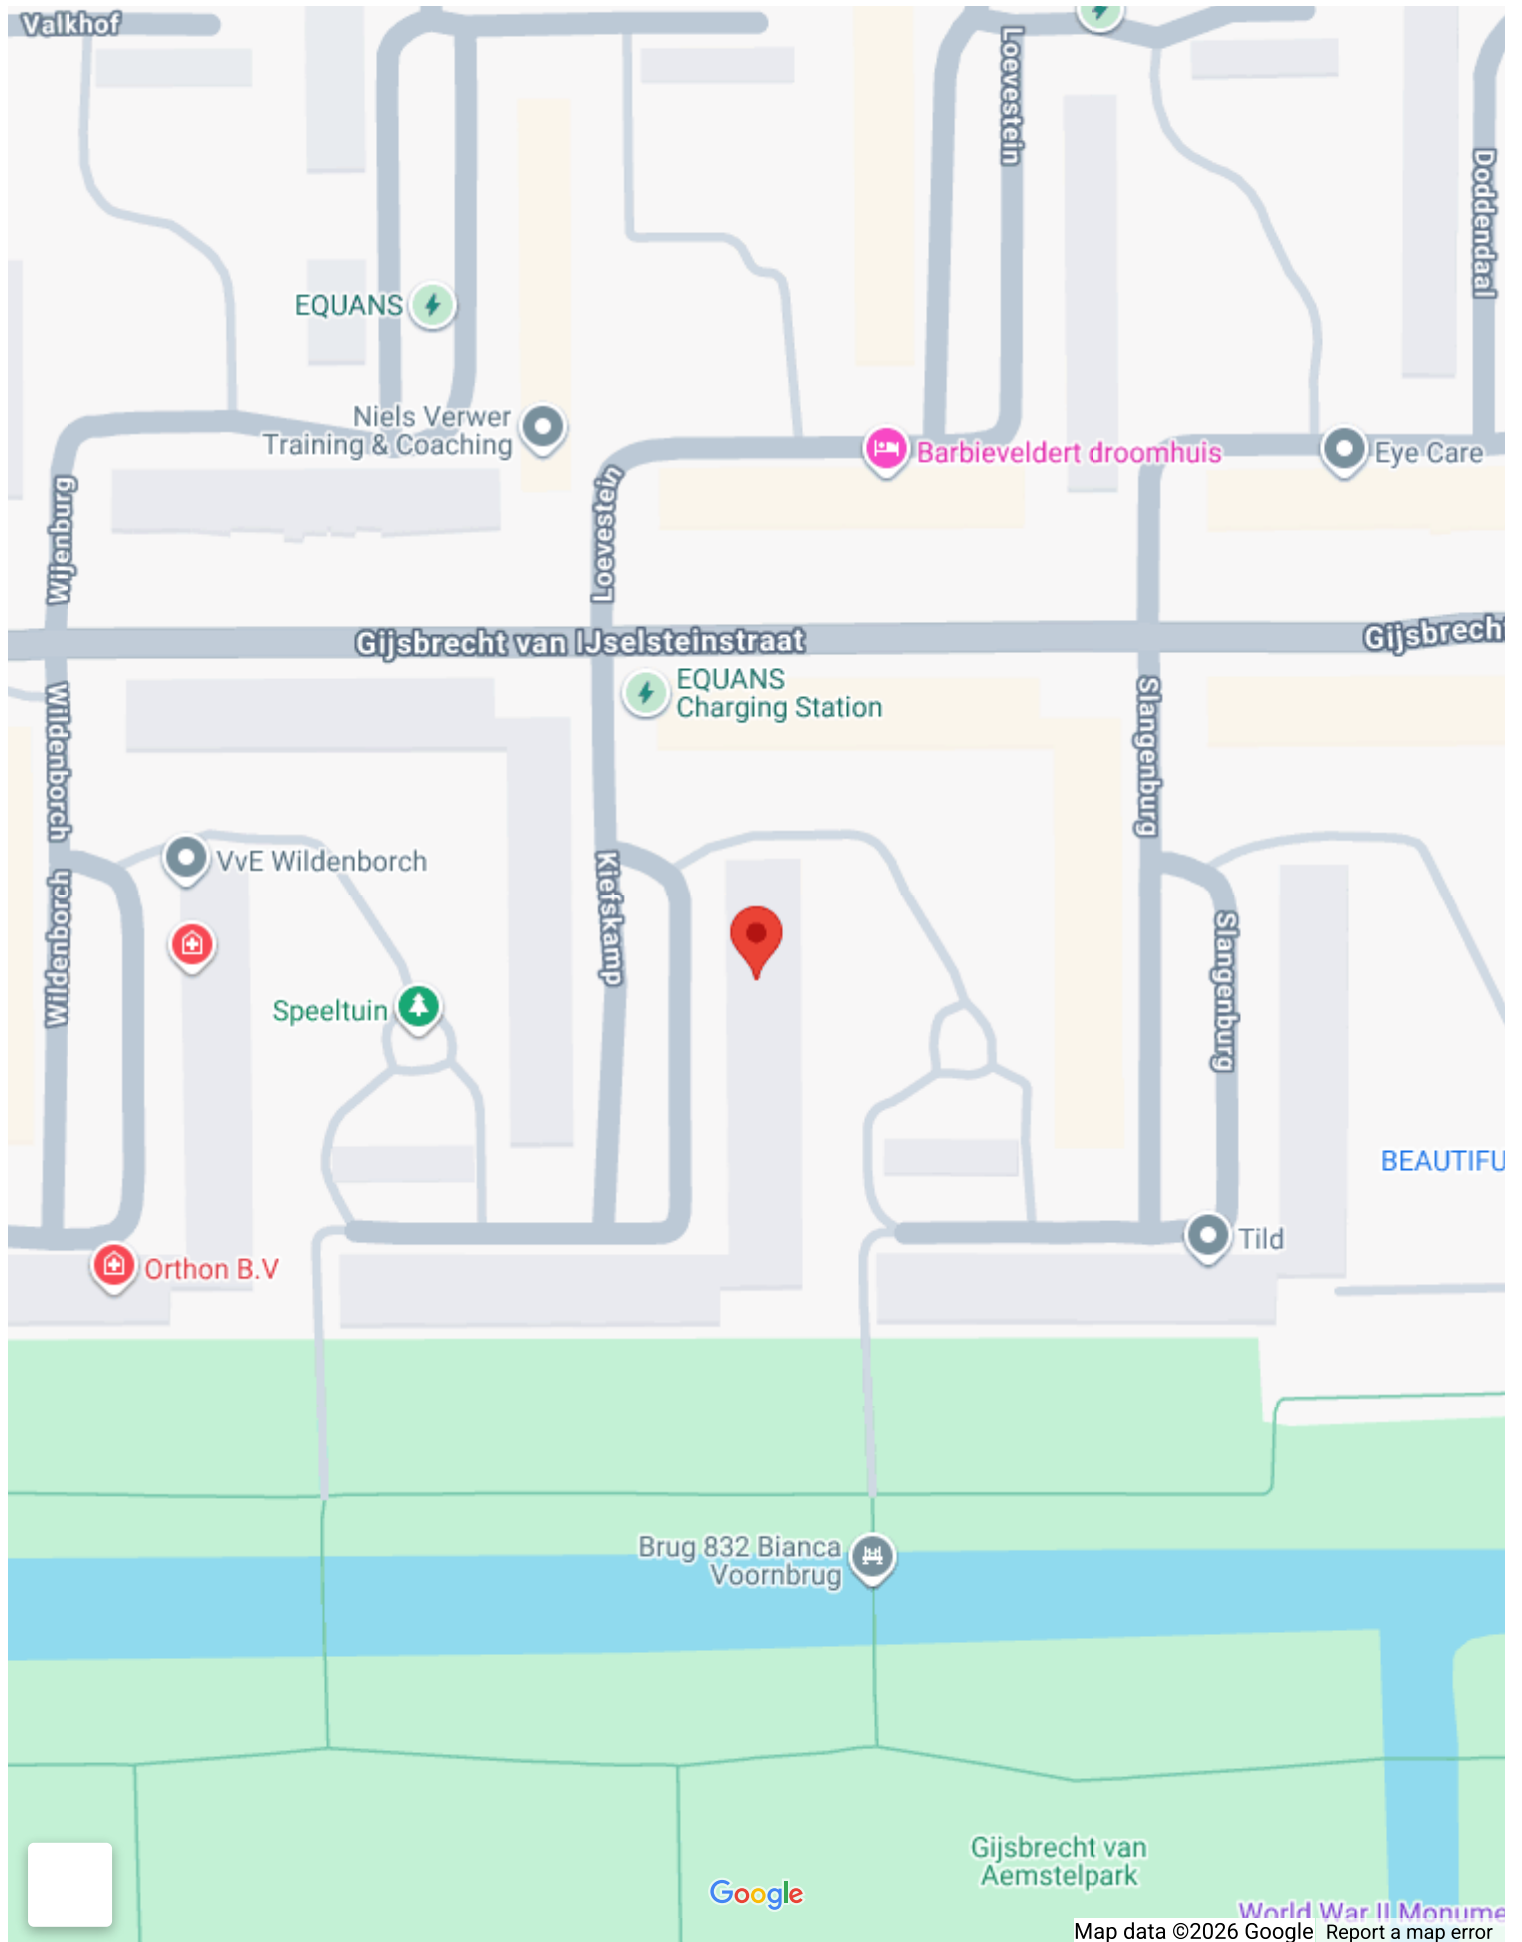 Valkhof
Loevestein
Doddendaal
EQUANS
Niels Verwer
Training & Coaching
Barbieveldert droomhuis
Eye Care
Wijenburg
Loevestein
Gijsbrecht van IJselsteinstraat
Gijsbrecht
EQUANS
Charging Station
Wildenborch
Slangenburg
VvE Wildenborch
Kiefskamp
Wildenborch
Slangenburg
Speeltuin
BEAUTIFU
Tild
Orthon B.V
Brug 832 Bianca
Voornbrug
Gijsbrecht van
Aemstelpark
Google
World War II Monume
Map data ©2026 Google
Report a map error